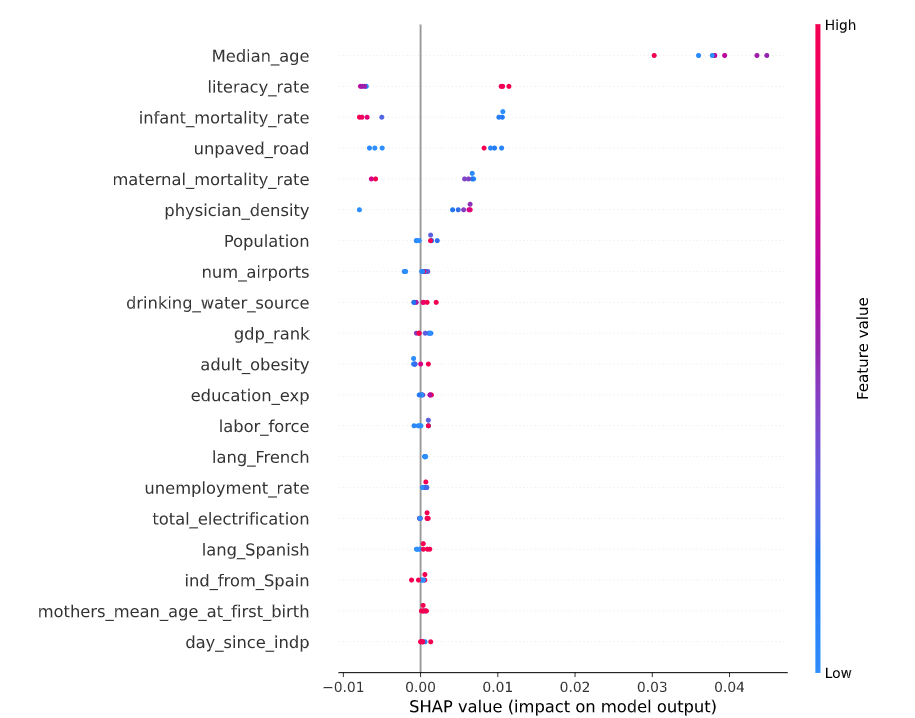 High
Median_age
literacy_rate
infant_mortality_rate
unpaved_road
maternal_mortality_rate
physician_density
Population
num_airports
drinking_water_source
gdp_rank
adult_obesity
education_exp
labor_force
lang_French
unemployment_rate
total_electrification
lang_Spanish
ind_from_Spain
mothers_mean_age_at_first_birth
day_since_indp
Feature value
Low
−0.01 0.00 0.01 0.02 0.03 0.04
SHAP value (impact on model output)